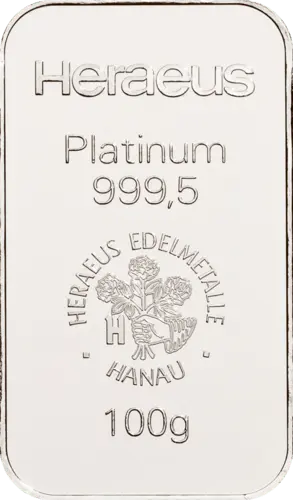 Heraeus
Platinum
999,5
HERAEUS EDELMETALLE
H
HANAU
100g